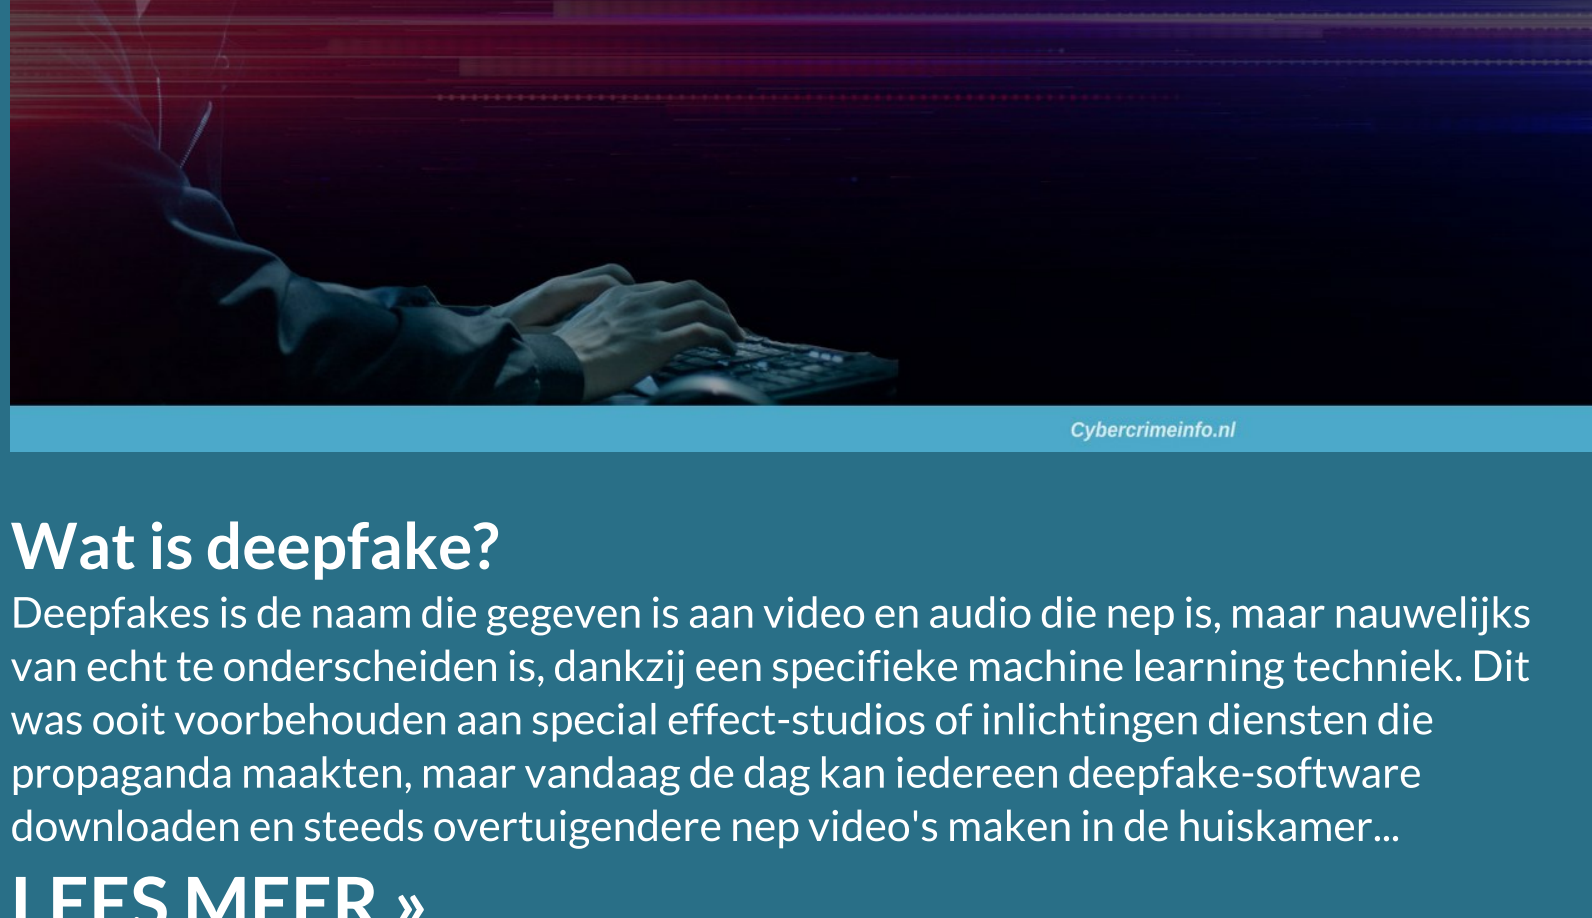 Cybercrimeinfo.nl
Wat is deepfake?
Deepfakes is de naam die gegeven is aan video en audio die nep is, maar nauwelijks
van echt te onderscheiden is, dankzij een specifieke machine learning techniek. Dit
was ooit voorbehouden aan special effect-studios of inlichtingen diensten die
propaganda maakten, maar vandaag de dag kan iedereen deepfake-software
downloaden en steeds overtuigendere nep video's maken in de huiskamer...
LEES MEER »